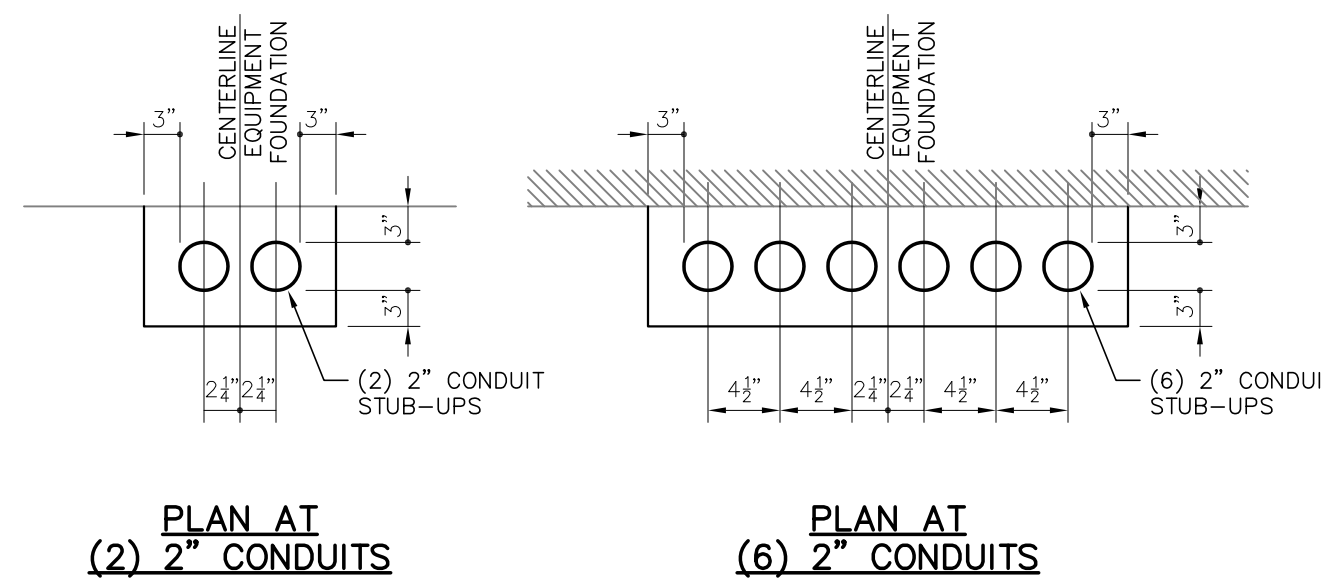 CENTERLINE
EQUIPMENT
FOUNDATION
3”
3”
3”
3”
2¼”
2¼”
(2) 2” CONDUIT
STUB–UPS
PLAN AT
(2) 2” CONDUITS
CENTERLINE
EQUIPMENT
FOUNDATION
3”
3”
3”
3”
4½”
4½”
2¼”
2¼”
4½”
4½”
(6) 2” CONDUI
STUB–UPS
PLAN AT
(6) 2” CONDUITS